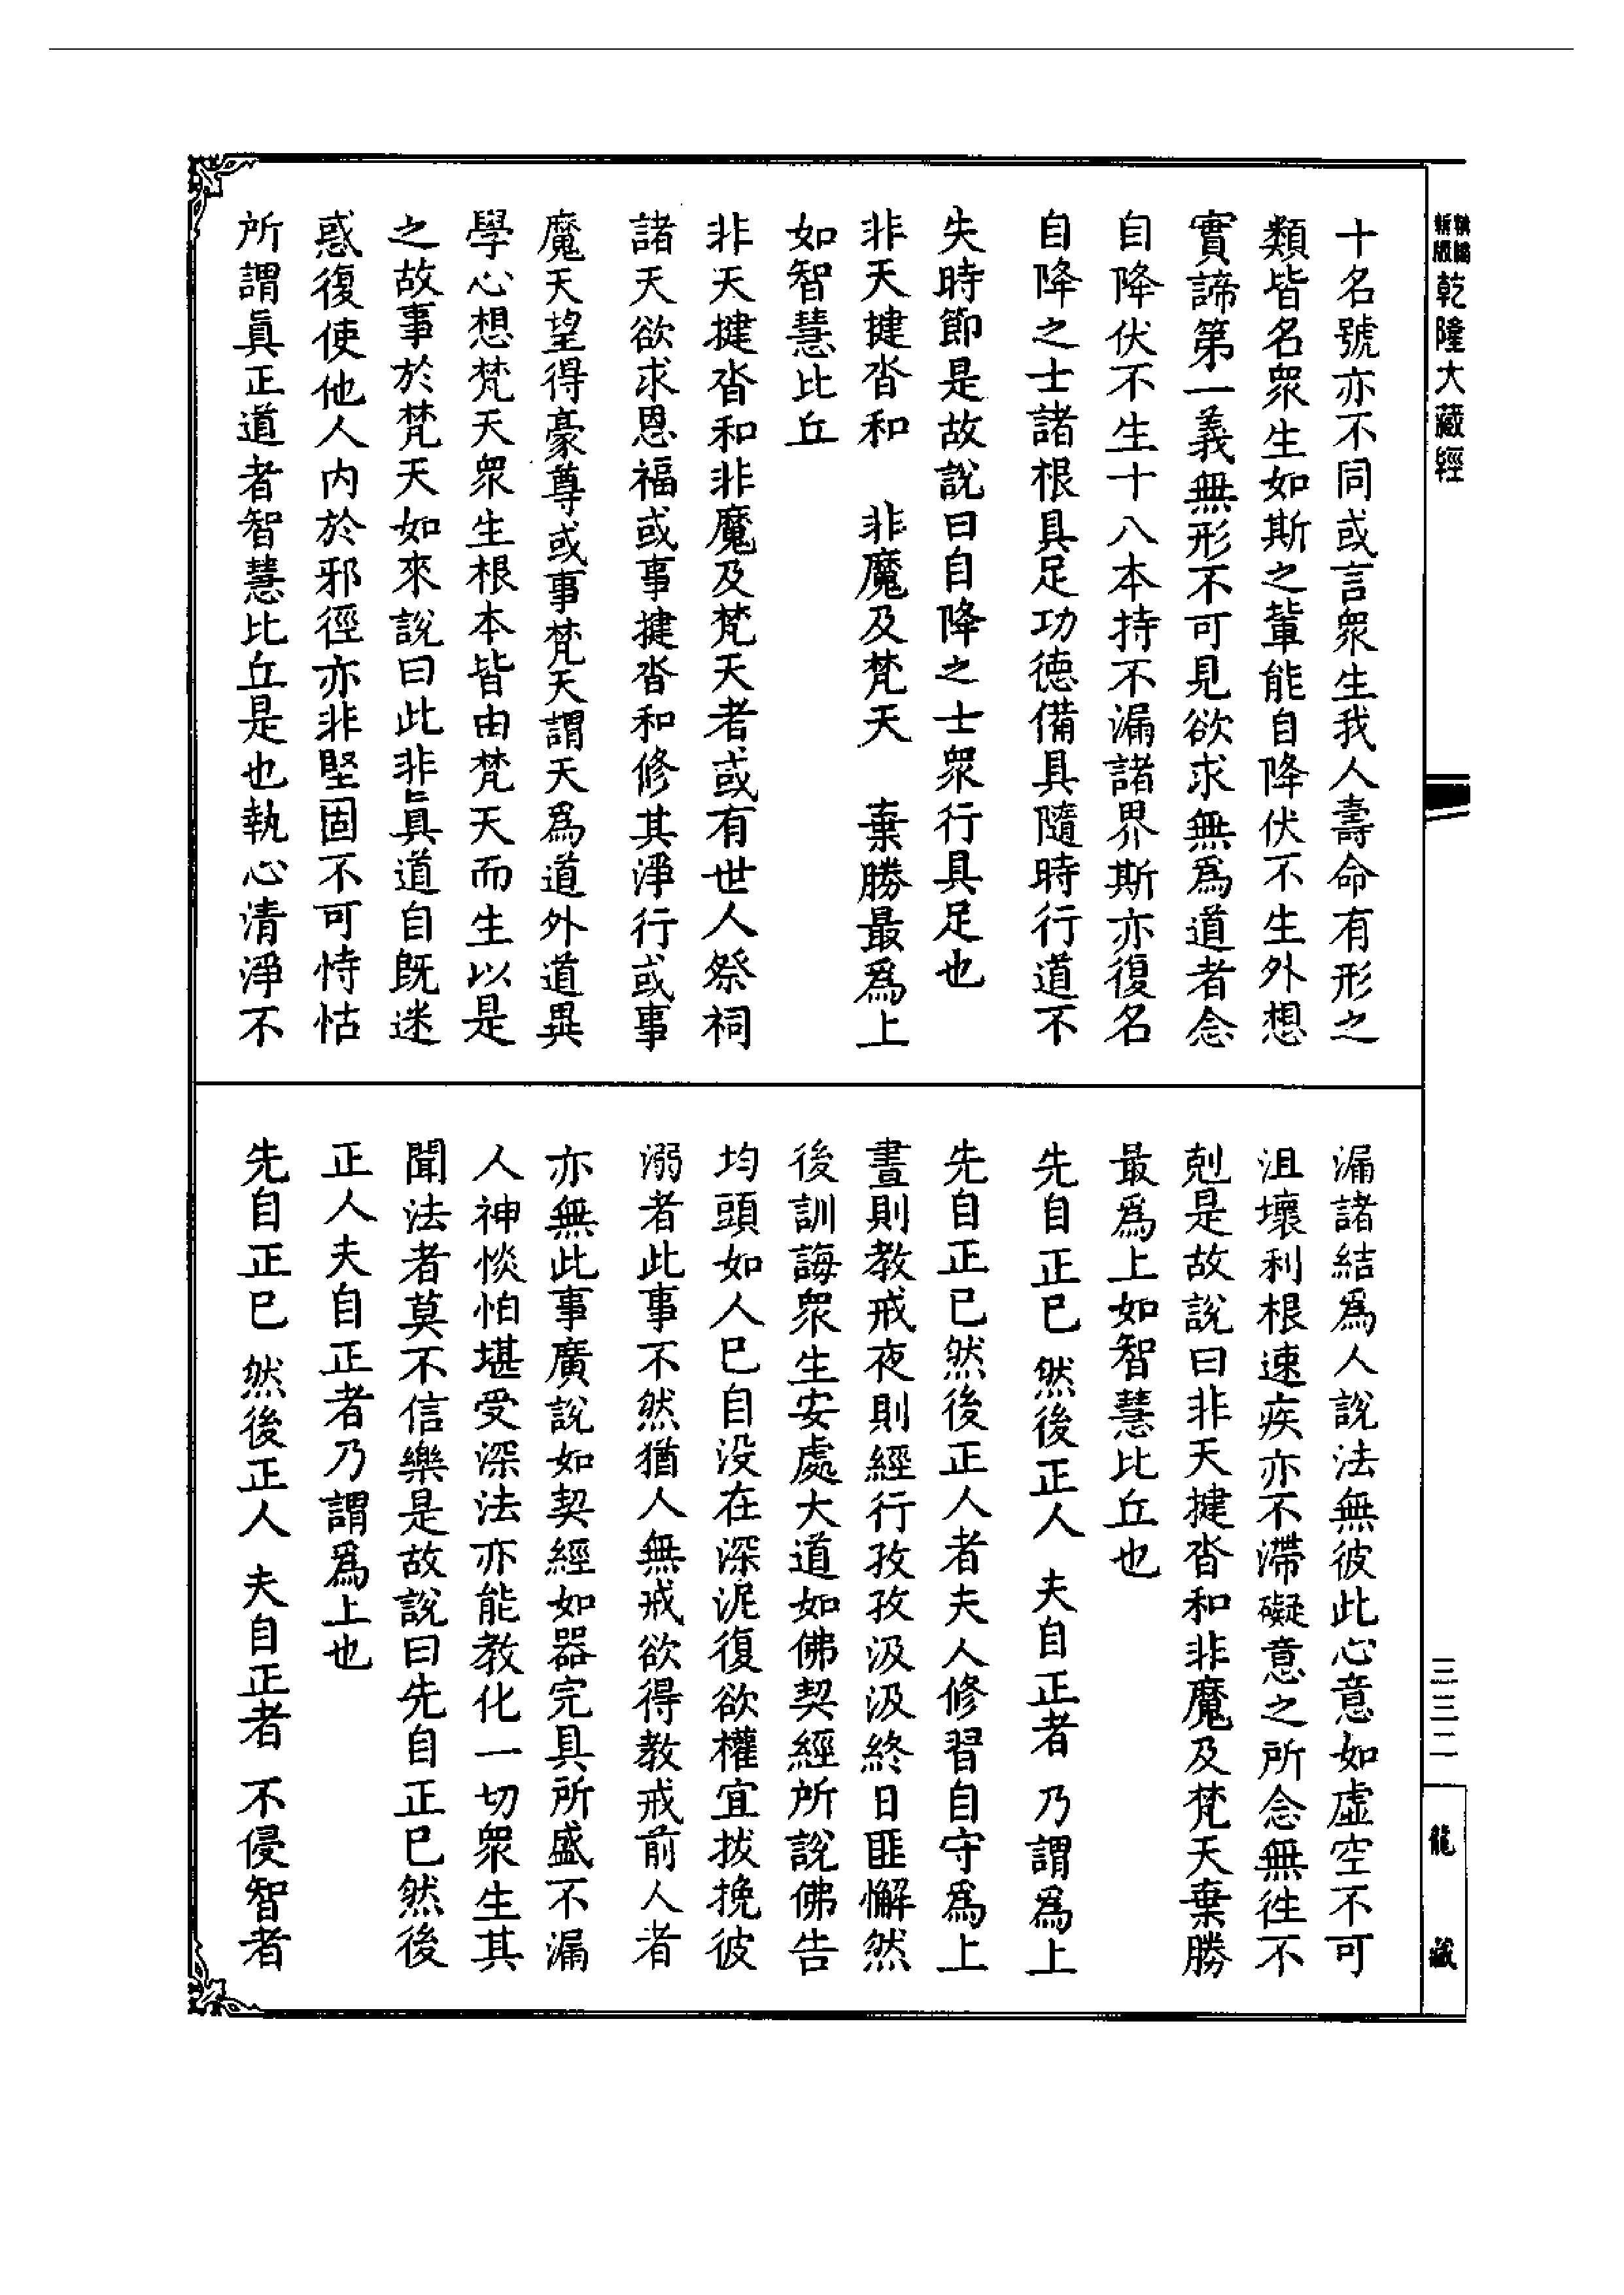 乾隆大藏經
十名號亦不同或言衆生我人壽命有形之
類皆名衆生如斯之輩能自降伏不生外想
實諦第一義無形不可見欲求無爲道者念
自降伏不生十八本持不漏諸界斯亦復名
自降之士諸根具足功德備具隨時行道不
失時節是故說曰自降之士衆行具足也
非天揵沓和　非魔及梵天　棄勝最爲上
如智慧比丘
非天揵沓和非魔及梵天者或有世人祭祠
諸天欲求恩福或事揵沓和修其淨行或事
魔天望得豪尊或事梵天謂天爲道外道異
學心想梵天衆生根本皆由梵天而生以是
之故事於梵天如來說曰此非眞道自旣迷
惑復使他人內於邪徑亦非堅固不可恃怙
所謂眞正道者智慧比丘是也執心清淨不
漏諸結爲人說法無彼此心意如虛空不可
沮壞利根速疾亦不滯礙意之所念無往不
剋是故說曰非天揵沓和非魔及梵天棄勝
最爲上如智慧比丘也
先自正已　然後正人　夫自正者　乃謂爲上
先自正已然後正人者夫人修習自守爲上
晝則教戒夜則經行孜孜汲汲終日匪懈然
後訓誨衆生安處大道如佛契經所說佛告
均頭如人已自没在深泥復欲權宜拔挽彼
溺者此事不然猶人無戒欲得教戒前人者
亦無此事廣說如契經如器完具所盛不漏
人神惔怕堪受深法亦能教化一切衆生其
聞法者莫不信樂是故說曰先自正已然後
正人夫自正者乃謂爲上也
先自正已　然後正人　夫自正者　不侵智者
三三二
龍藏